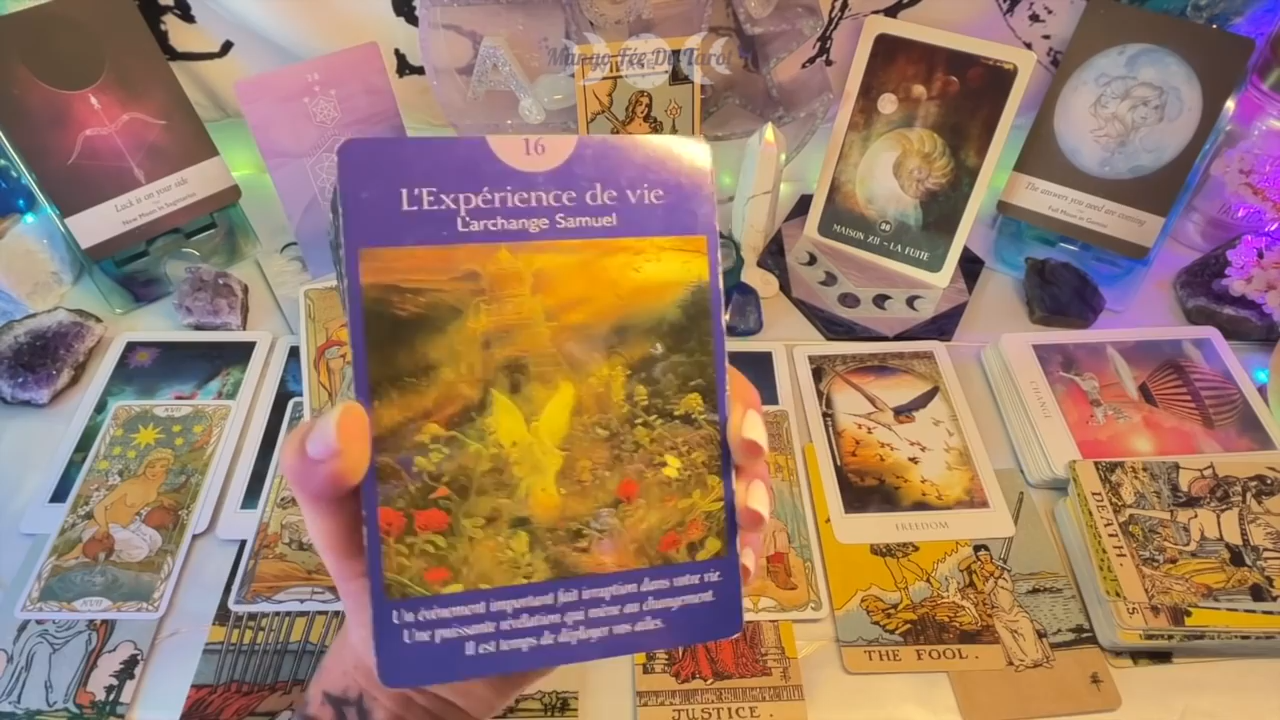 Mango Fée Du Tarot
A
Luck is on your side
New Moon in Sagittarius
16
L'Expérience de vie
L'archange Samuel
Un événement important fait irruption dans votre vie.
Une puissante révélation qui mène au changement.
Il est temps de déployer vos ailes.
36
MAISON XII - LA FUITE
The answers you need are coming
Full Moon in Gemini
XVII
XVII
FREEDOM
CHANGE
DEATH.
THE FOOL.
JUSTICE.